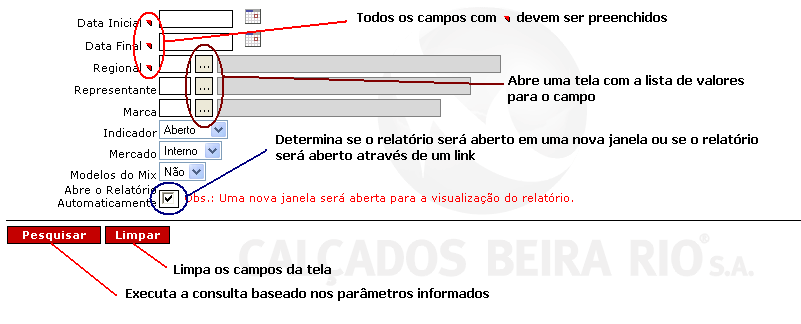 Data Inicial
Todos os campos com devem ser preenchidos
Data Final
Regional ...
Abre uma tela com a lista de valores
para o campo
Representante ...
Marca ...
Indicador Aberto
Determina se o relatório será aberto em uma nova janela ou se o relatório
será aberto através de um link
Mercado Interno
Modelos do Mix Não
Abre o Relatório
Automaticamente
Obs.: Uma nova janela será aberta para a visualização do relatório.
Pesquisar Limpar
CALÇADOS BEIRA RIO® S.A.
Limpa os campos da tela
Executa a consulta baseado nos parâmetros informados